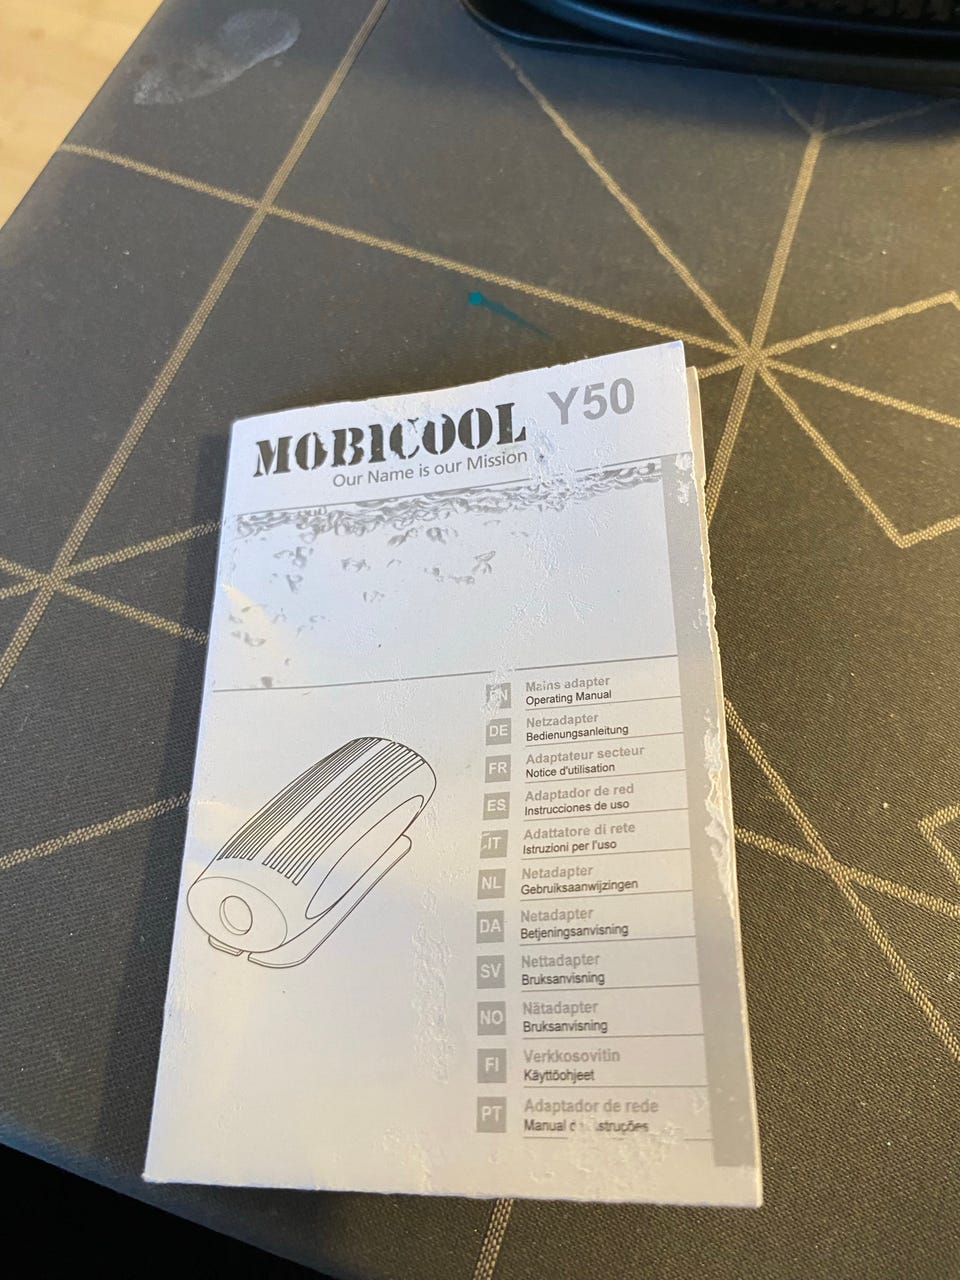 MOBICOOL Y50
Our Name is our Mission
EN Mains adapter
Operating Manual
DE Netzadapter
Bedienungsanleitung
FR Adaptateur secteur
Notice d'utilisation
ES Adaptador de red
Instrucciones de uso
IT Adattatore di rete
Istruzioni per l'uso
NL Netadapter
Gebruiksaanwijzingen
DA Netadapter
Betjeningsanvisning
SV Nettadapter
Bruksanvisning
NO Nätadapter
Bruksanvisning
FI Verkkosovitin
Käyttöohjeet
PT Adaptador de rede
Manual